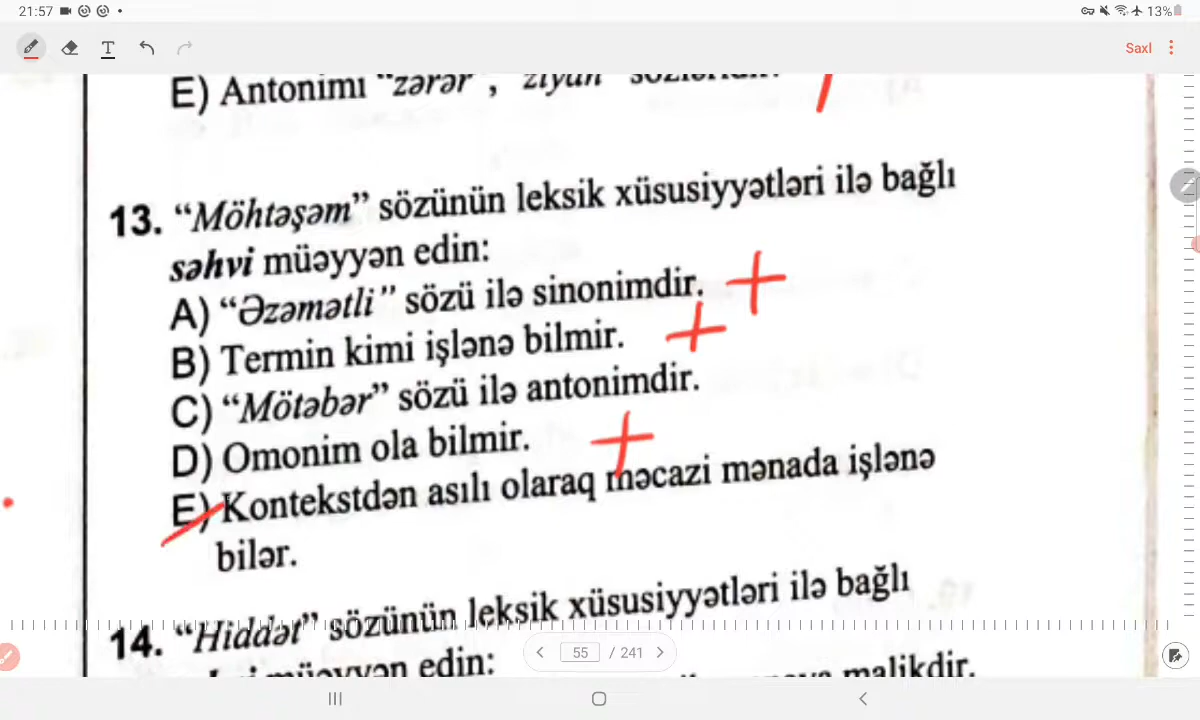 21:57
13%
T
Saxl
E) Antonimi "zərər", ziyan
13. “Möhtəşəm” sözünün leksik xüsusiyyətləri ilə bağlı
səhvi müəyyən edin:
A) “Əzəmətli” sözü ilə sinonimdir.
B) Termin kimi işlənə bilmir.
C) “Mötəbər” sözü ilə antonimdir.
D) Omonim ola bilmir.
E) Kontekstdən asılı olaraq məcazi mənada işlənə
bilər.
14. “Hiddət” sözünün leksik xüsusiyyətləri ilə bağlı
edin:
malikdir.
55 / 241